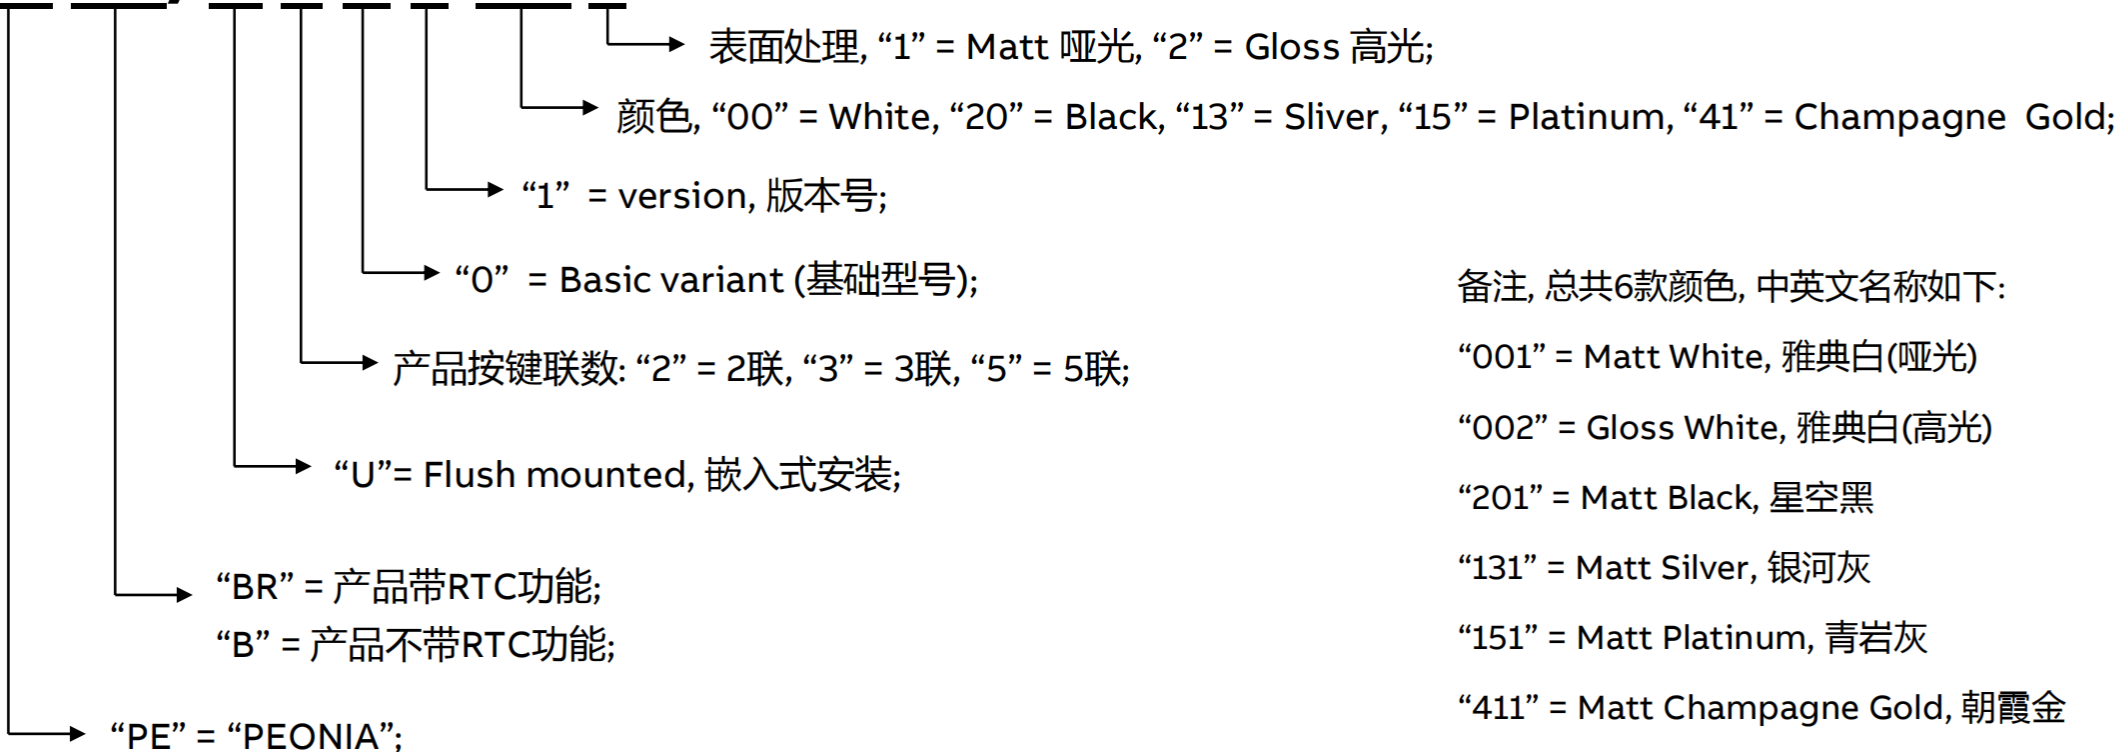 表面处理, “1” = Matt 哑光, “2” = Gloss 高光;
颜色, “00” = White, “20” = Black, “13” = Sliver, “15” = Platinum, “41” = Champagne Gold;
“1” = version, 版本号;
“0” = Basic variant (基础型号);
产品按键联数: “2” = 2联, “3” = 3联, “5” = 5联;
“U”= Flush mounted, 嵌入式安装;
“BR” = 产品带RTC功能;
“B” = 产品不带RTC功能;
“PE” = “PEONIA”;
备注, 总共6款颜色, 中英文名称如下:
“001” = Matt White, 雅典白(哑光)
“002” = Gloss White, 雅典白(高光)
“201” = Matt Black, 星空黑
“131” = Matt Silver, 银河灰
“151” = Matt Platinum, 青岩灰
“411” = Matt Champagne Gold, 朝霞金